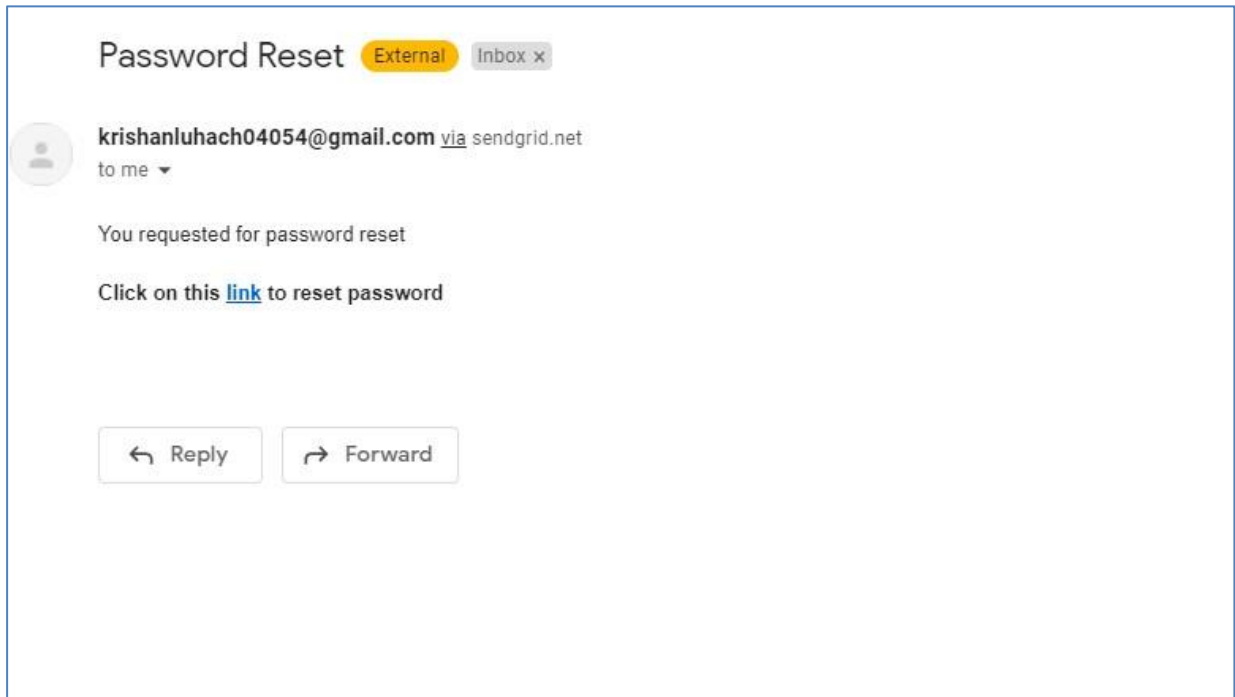 Password Reset External Inbox x
krishanluhach04054@gmail.com via sendgrid.net
to me
You requested for password reset
Click on this link to reset password
Reply Forward